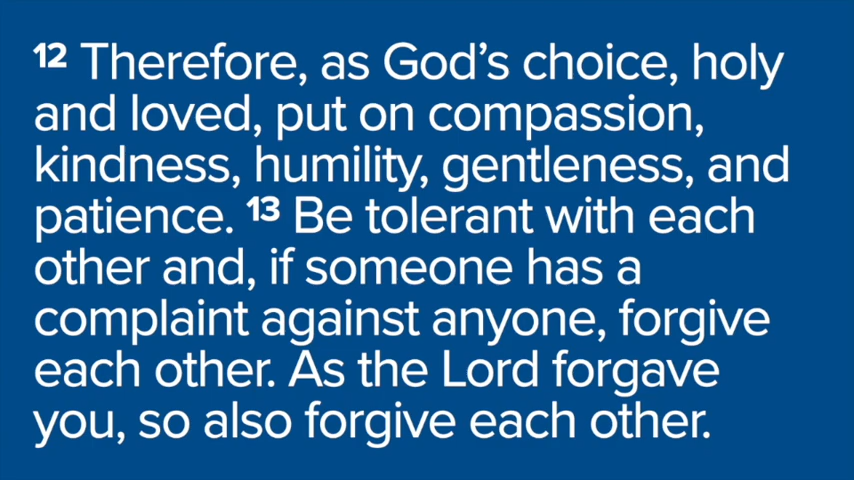 12 Therefore, as God’s choice, holy
and loved, put on compassion,
kindness, humility, gentleness, and
patience. 13 Be tolerant with each
other and, if someone has a
complaint against anyone, forgive
each other. As the Lord forgave
you, so also forgive each other.